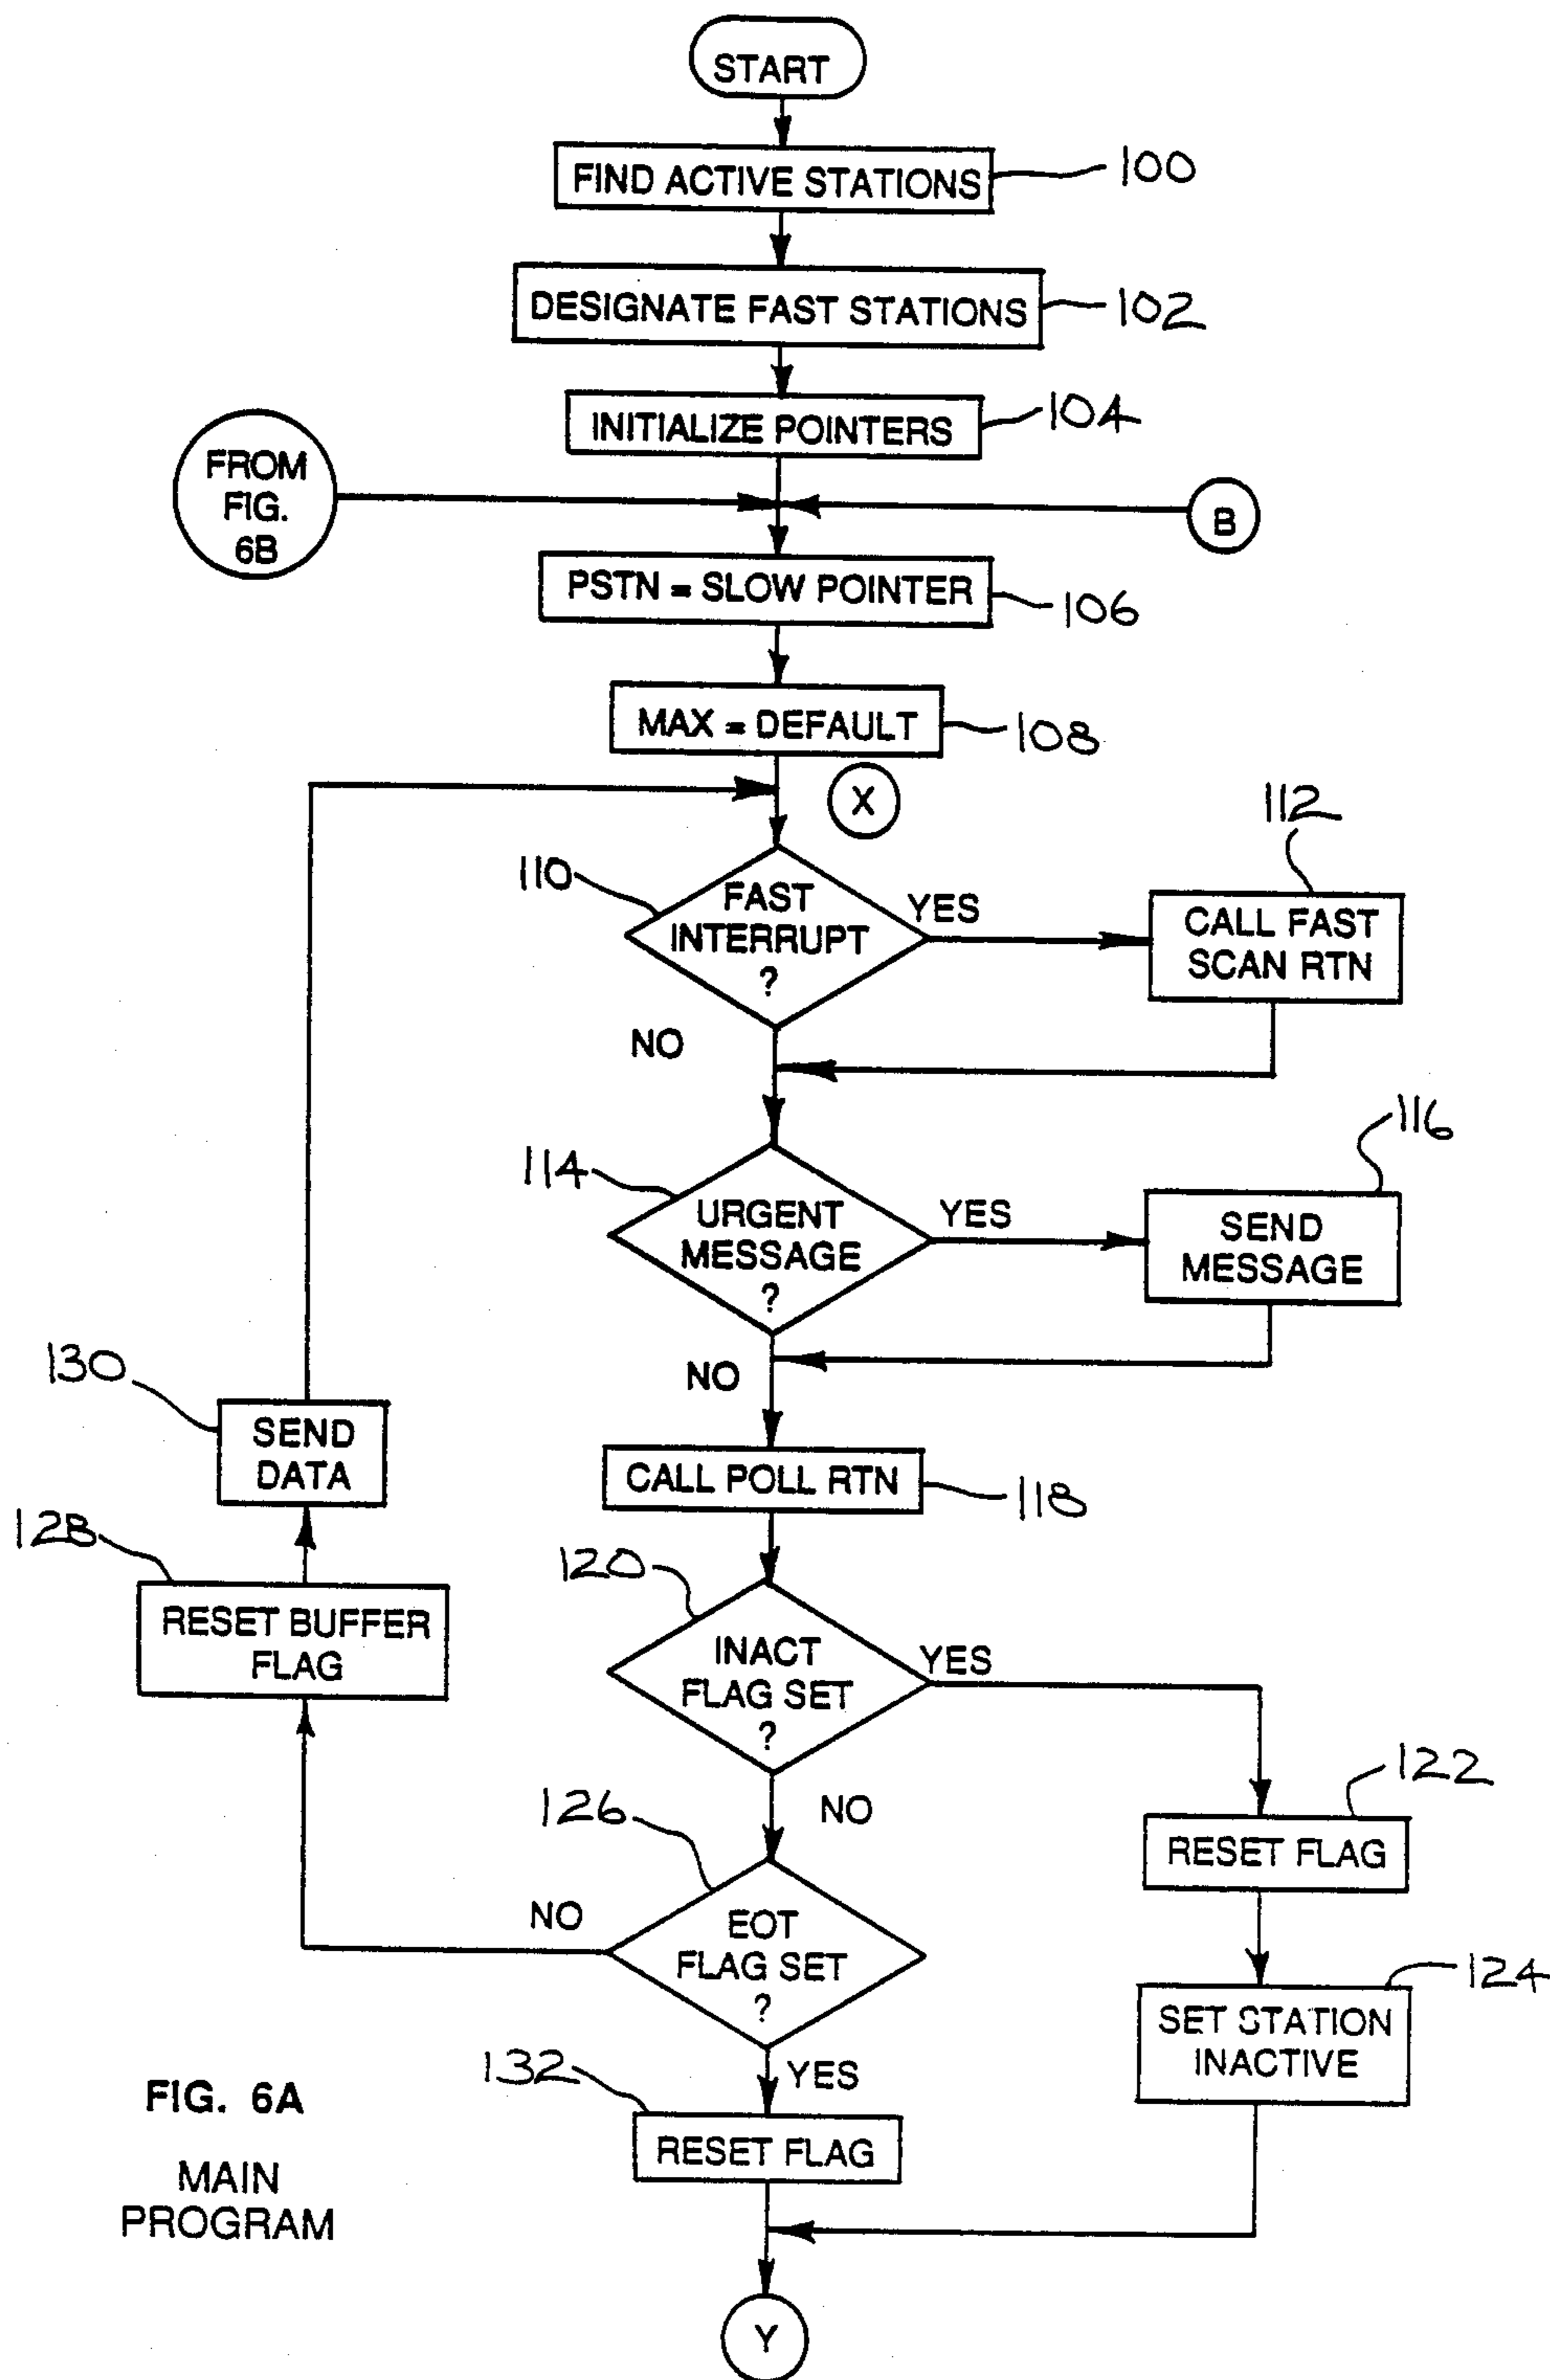 START
FIND ACTIVE STATIONS
100
DESIGNATE FAST STATIONS
102
INITIALIZE POINTERS
104
FROM
FIG.
6B
B
PSTN = SLOW POINTER
106
MAX = DEFAULT
108
X
110
FAST
INTERRUPT
?
YES
NO
112
CALL FAST
SCAN RTN
114
URGENT
MESSAGE
?
YES
NO
116
SEND
MESSAGE
130
SEND
DATA
CALL POLL RTN
118
128
RESET BUFFER
FLAG
120
INACT
FLAG SET
?
YES
NO
122
RESET FLAG
126
EOT
FLAG SET
?
NO
YES
124
SET STATION
INACTIVE
132
RESET FLAG
FIG. 6A
MAIN
PROGRAM
Y